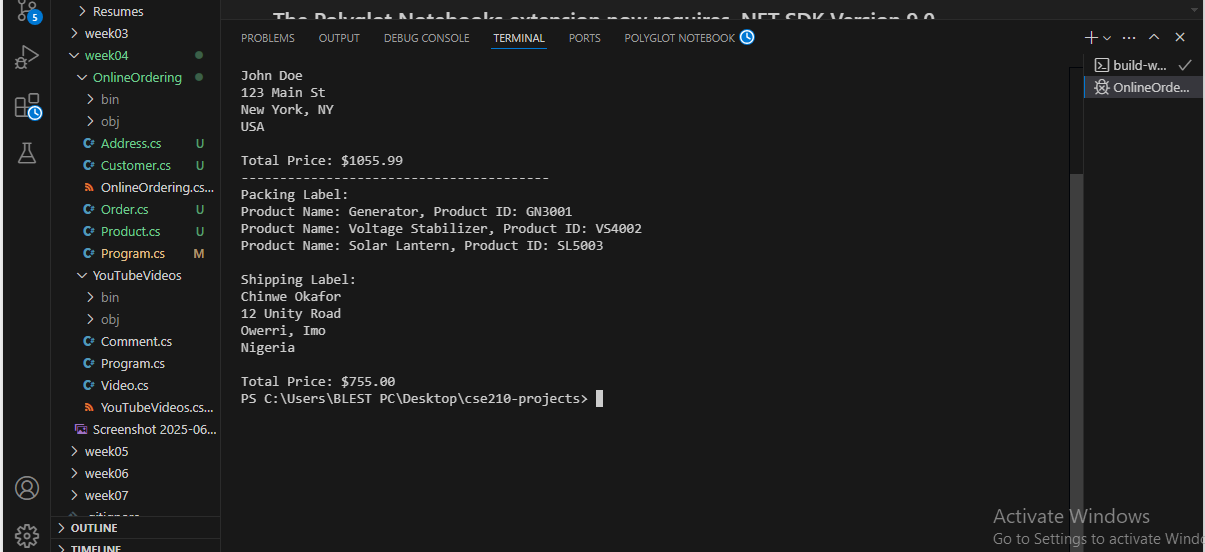 The Polyglot Notebooks extension now requires .NET SDK Version 9.0
5
Resumes
week03
week04
OnlineOrdering
bin
obj
Address.cs U
Customer.cs U
OnlineOrdering.cs...
Order.cs U
Product.cs U
Program.cs M
YouTubeVideos
bin
obj
Comment.cs
Program.cs
Video.cs
YouTubeVideos.cs...
Screenshot 2025-06...
week05
week06
week07
.gitignore
OUTLINE
TIMELINE
PROBLEMS OUTPUT DEBUG CONSOLE TERMINAL PORTS POLYGLOT NOTEBOOK
John Doe
123 Main St
New York, NY
USA
Total Price: $1055.99
----------------------------------------
Packing Label:
Product Name: Generator, Product ID: GN3001
Product Name: Voltage Stabilizer, Product ID: VS4002
Product Name: Solar Lantern, Product ID: SL5003
Shipping Label:
Chinwe Okafor
12 Unity Road
Owerri, Imo
Nigeria
Total Price: $755.00
PS C:\Users\BLEST PC\Desktop\cse210-projects>
build-w...
OnlineOrde...
Activate Windows
Go to Settings to activate Windo